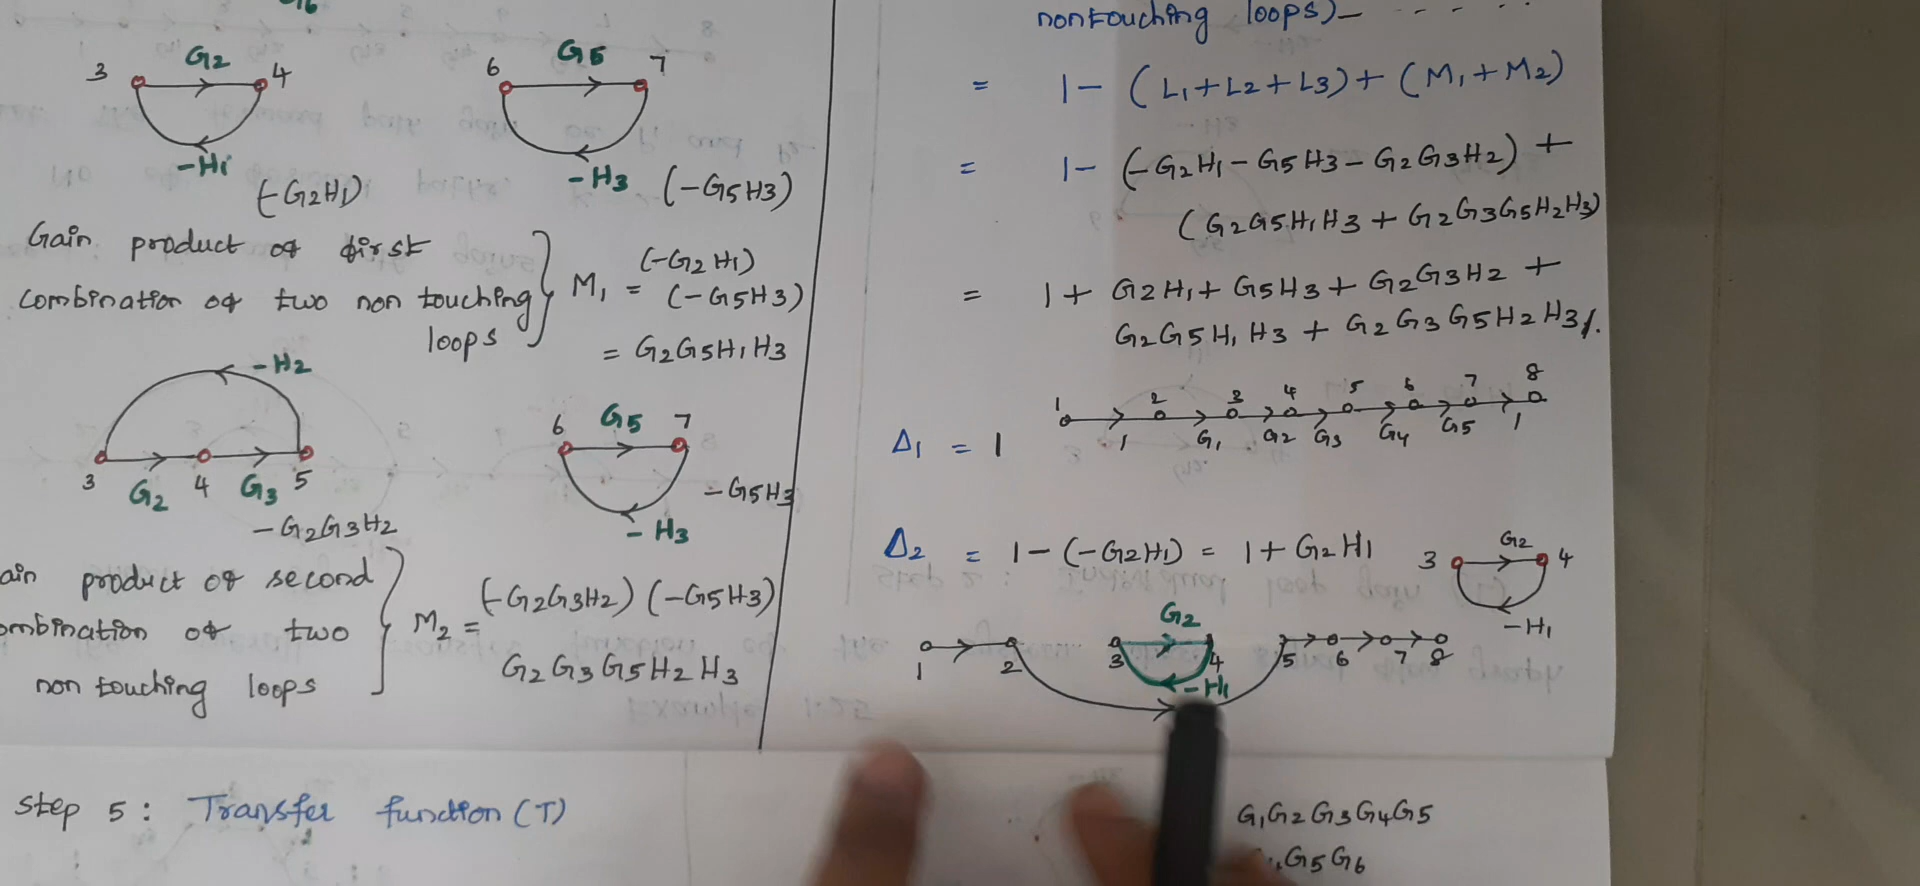 3 G2 4
-H1
(-G2H1)
6 G5 7
-H3 (-G5H3)
Gain product of first
combination of two non touching
loops
M1 = (-G2H1)
(-G5H3)
= G2G5H1H3
-H2
3 G2 4 G3 5
-G2G3H2
6 G5 7
-G5H3
-H3
ain product of second
ombination of two
non touching loops
M2 = (-G2G3H2)(-G5H3)
G2G3G5H2H3
nontouching loops)- - - - . .
= 1- (L1+L2+L3)+(M1+M2)
= 1- (-G2H1-G5H3-G2G3H2) +
(G2G5H1H3 + G2G3G5H2H3)
= 1+ G2H1+G5H3+G2G3H2 +
G2G5H1H3 + G2G3G5H2H3/.
1 2 3 4 5 6 7 8
1 G1 G2 G3 G4 G5 1
Δ1 = 1
Δ2 = 1-(-G2H1) = 1+G2H1
3 G2 4
-H1
G2
1 2 3 4 5 6 7 8
-H1
Step 5: Transfer function(T)
G1G2G3G4G5
G5G6